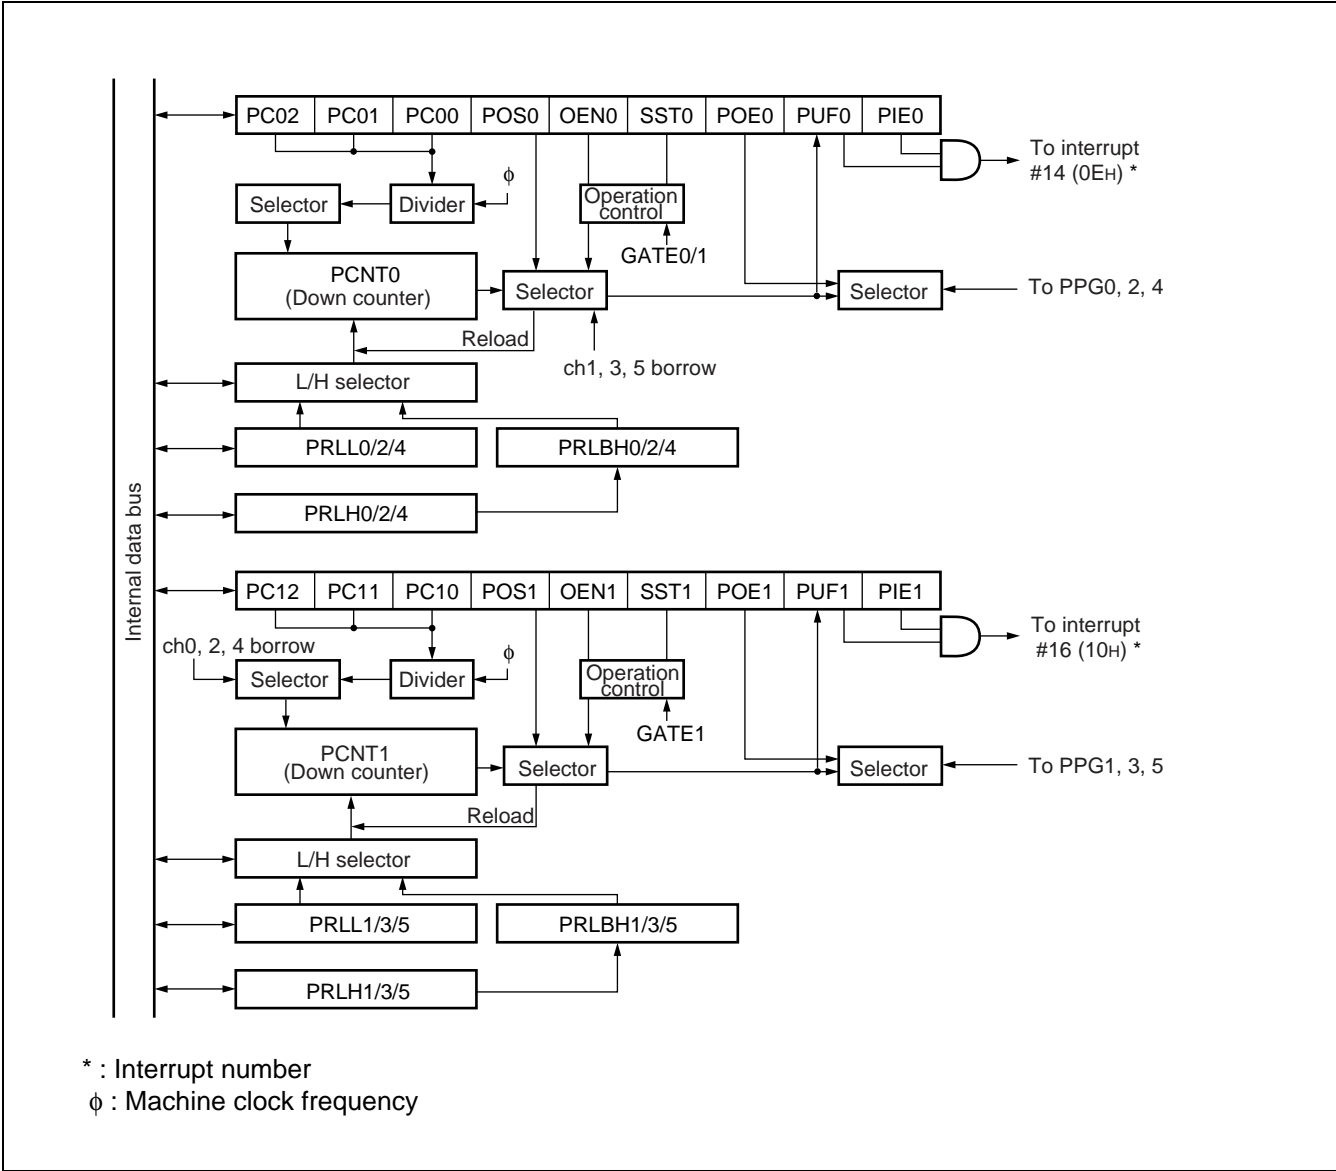 PC02 PC01 PC00 POS0 OEN0 SST0 POE0 PUF0 PIE0
To interrupt
#14 (0EH) *
ϕ
Selector
Divider
Operation
control
GATE0/1
PCNT0
(Down counter)
Selector
Selector
To PPG0, 2, 4
Reload
ch1, 3, 5 borrow
L/H selector
PRLL0/2/4
PRLBH0/2/4
PRLH0/2/4
Internal data bus
PC12 PC11 PC10 POS1 OEN1 SST1 POE1 PUF1 PIE1
To interrupt
#16 (10H) *
ch0, 2, 4 borrow
ϕ
Selector
Divider
Operation
control
GATE1
PCNT1
(Down counter)
Selector
Selector
To PPG1, 3, 5
Reload
L/H selector
PRLL1/3/5
PRLBH1/3/5
PRLH1/3/5
* : Interrupt number
ϕ : Machine clock frequency